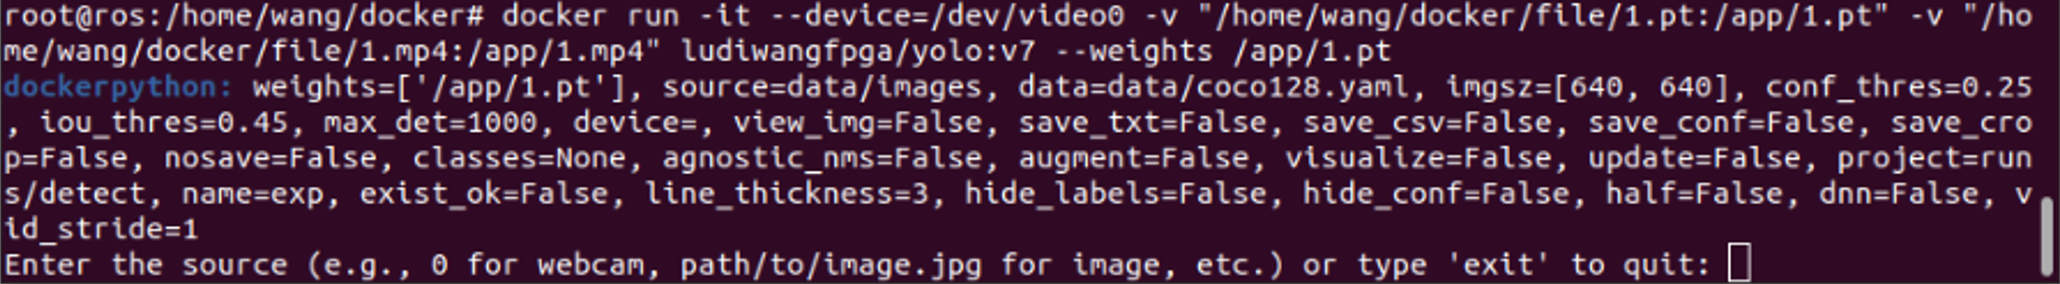 root@ros:/home/wang/docker# docker run -it --device=/dev/video0 -v "/home/wang/docker/file/1.pt:/app/1.pt" -v "/ho
me/wang/docker/file/1.mp4:/app/1.mp4" ludiwangfpga/yolo:v7 --weights /app/1.pt
dockerpython: weights=['/app/1.pt'], source=data/images, data=data/coco128.yaml, imgsz=[640, 640], conf_thres=0.25
, iou_thres=0.45, max_det=1000, device=, view_img=False, save_txt=False, save_csv=False, save_conf=False, save_cro
p=False, nosave=False, classes=None, agnostic_nms=False, augment=False, visualize=False, update=False, project=run
s/detect, name=exp, exist_ok=False, line_thickness=3, hide_labels=False, hide_conf=False, half=False, dnn=False, v
id_stride=1
Enter the source (e.g., 0 for webcam, path/to/image.jpg for image, etc.) or type 'exit' to quit: